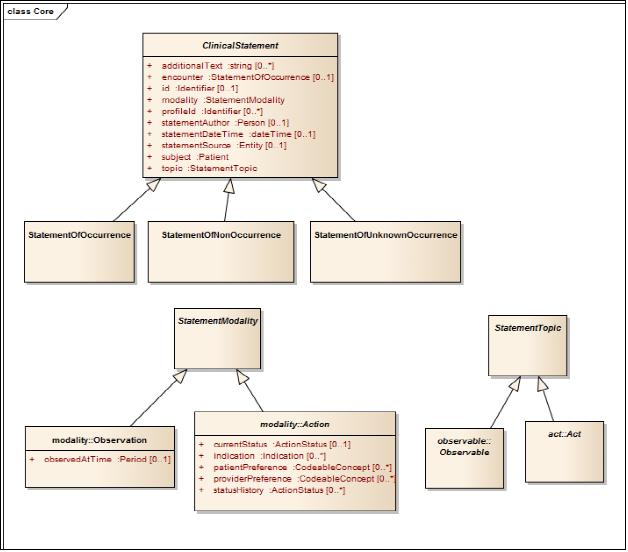 class Core
ClinicalStatement
+ additionalText :string [0..*]
+ encounter :StatementOfOccurrence [0..1]
+ id :Identifier [0..1]
+ modality :StatementModality
+ profileId :Identifier [0..*]
+ statementAuthor :Person [0..1]
+ statementDateTime :dateTime [0..1]
+ statementSource :Entity [0..1]
+ subject :Patient
+ topic :StatementTopic
StatementOfOccurrence
StatementOfNonOccurrence
StatementOfUnknownOccurrence
StatementModality
StatementTopic
modality::Observation
+ observedAtTime :Period [0..1]
modality::Action
+ currentStatus :ActionStatus [0..1]
+ indication :Indication [0..*]
+ patientPreference :CodeableConcept [0..*]
+ providerPreference :CodeableConcept [0..*]
+ statusHistory :ActionStatus [0..*]
observable::
Observable
act::Act